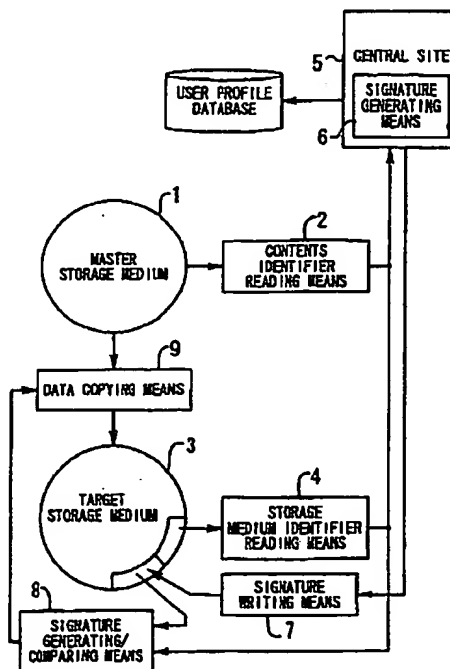 5
CENTRAL SITE
SIGNATURE
GENERATING
MEANS
6
USER PROFILE
DATABASE
1
MASTER
STORAGE MEDIUM
2
CONTENTS
IDENTIFIER
READING MEANS
9
DATA COPYING MEANS
3
TARGET
STORAGE MEDIUM
4
STORAGE
MEDIUM IDENTIFIER
READING MEANS
SIGNATURE
WRITING MEANS
7
8
SIGNATURE
GENERATING/
COMPARING MEANS